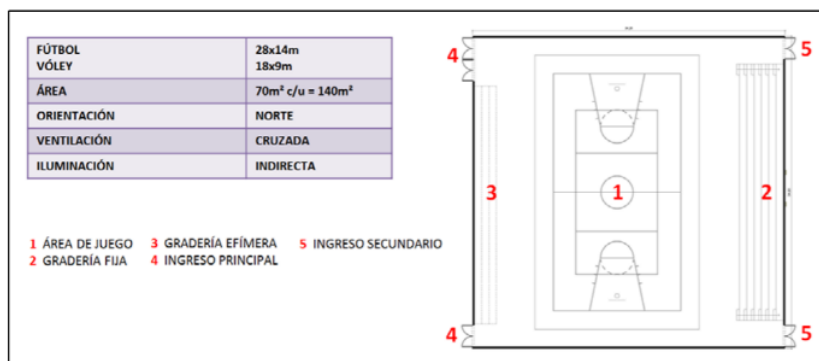 FÚTBOL 28x14m
VÓLEY 18x9m
ÁREA 70m² c/u = 140m²
ORIENTACIÓN NORTE
VENTILACIÓN CRUZADA
ILUMINACIÓN INDIRECTA
1 ÁREA DE JUEGO 3 GRADERÍA EFÍMERA 5 INGRESO SECUNDARIO
2 GRADERÍA FIJA 4 INGRESO PRINCIPAL
4 5
3 1 2
4 5